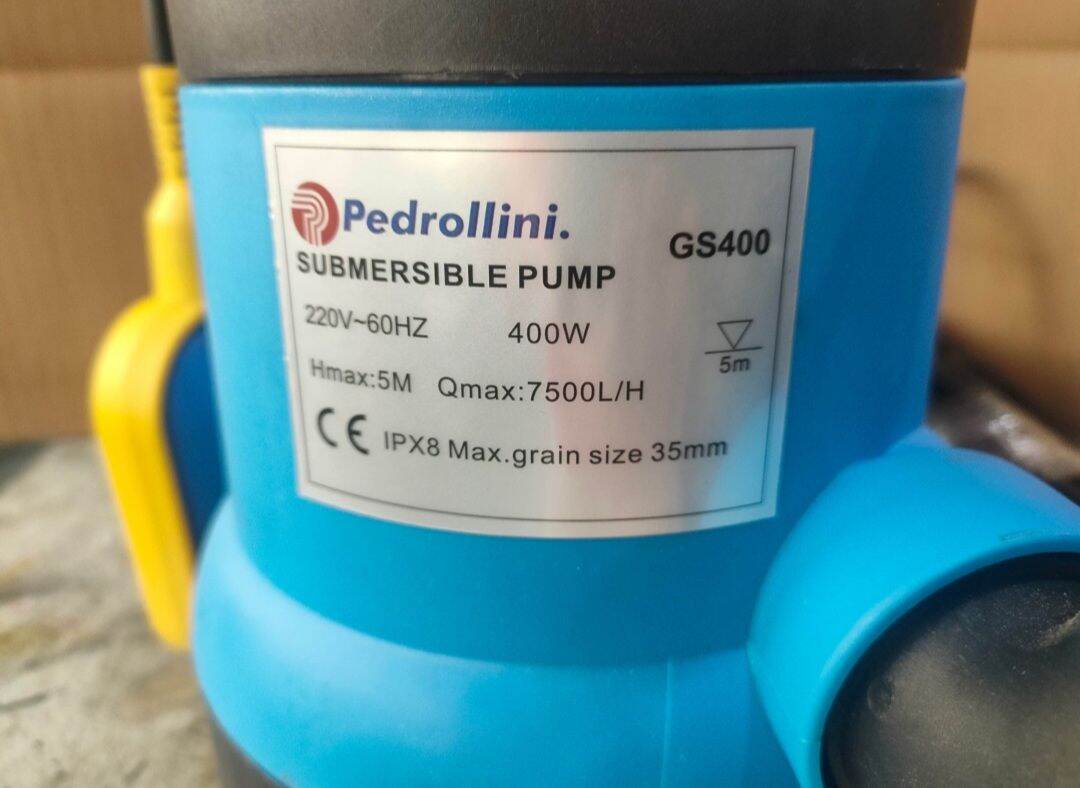 Pedrollini.
GS400
SUBMERSIBLE PUMP
220V~60HZ 400W
5m
Hmax:5M Qmax:7500L/H
CE IPX8 Max.grain size 35mm